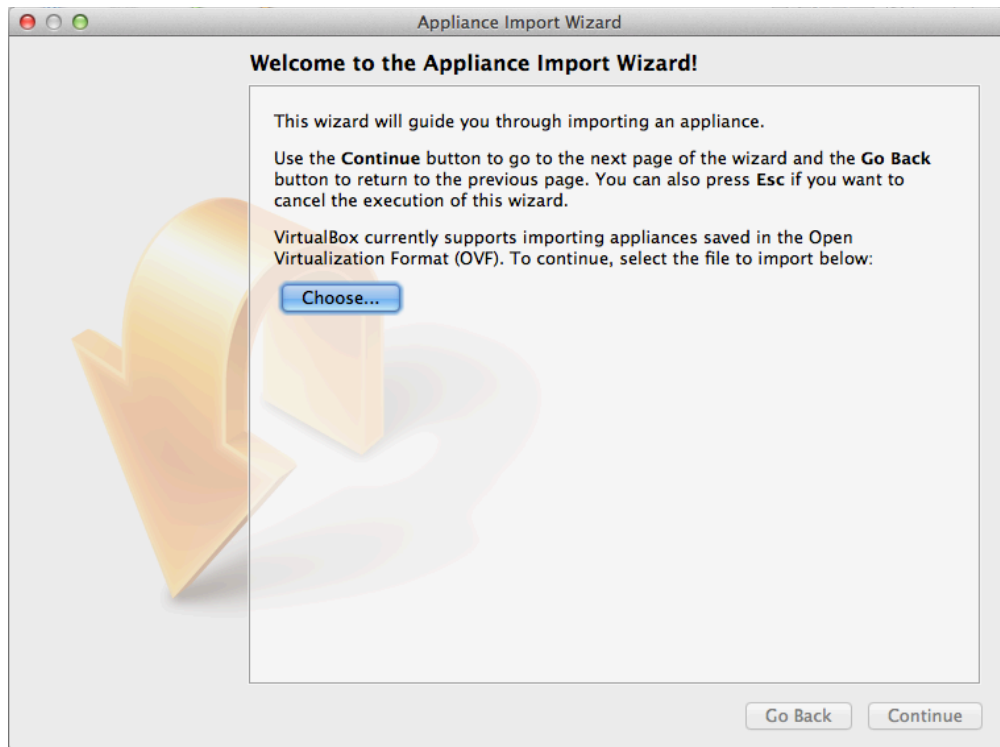 Appliance Import Wizard
Welcome to the Appliance Import Wizard!
This wizard will guide you through importing an appliance.
Use the Continue button to go to the next page of the wizard and the Go Back
button to return to the previous page. You can also press Esc if you want to
cancel the execution of this wizard.
VirtualBox currently supports importing appliances saved in the Open
Virtualization Format (OVF). To continue, select the file to import below:
Choose...
Go Back
Continue